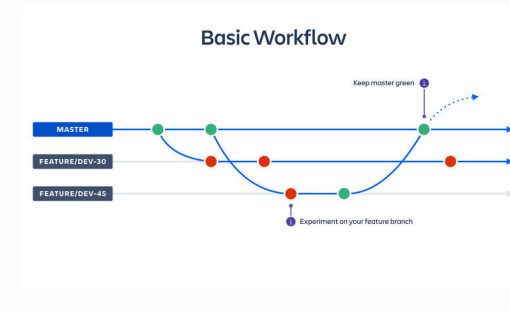 Basic Workflow
Keep master green
MASTER
FEATURE/DEV-30
FEATURE/DEV-45
Experiment on your feature branch